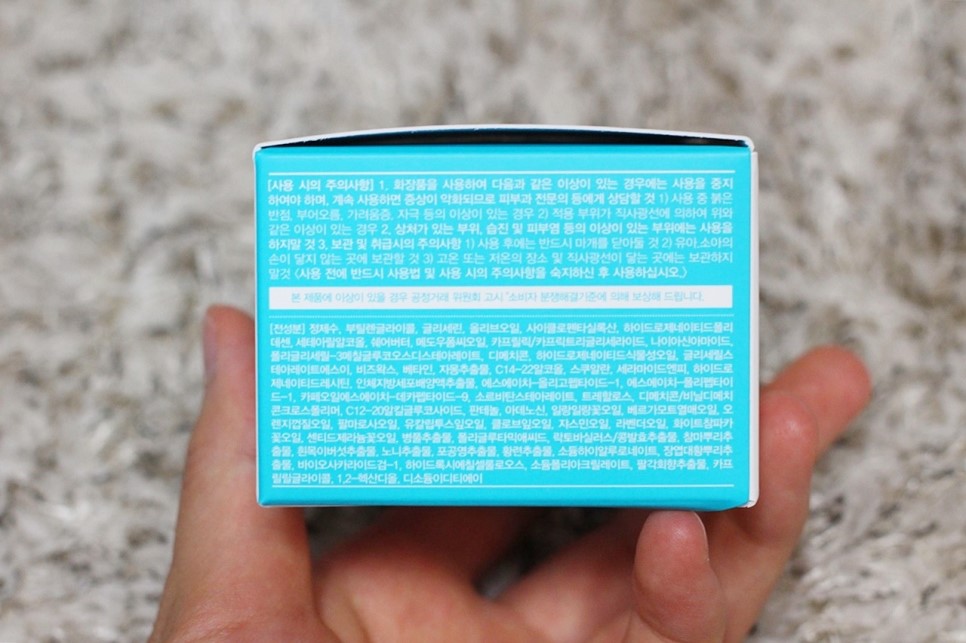 [사용 시의 주의사항] 1. 화장품을 사용하여 다음과 같은 이상이 있는 경우에는 사용을 중지
하여야 하며, 계속 사용하면 증상이 악화되므로 피부과 전문의 등에게 상담할 것 1) 사용 중 붉은
반점, 부어오름, 가려움증, 자극 등의 이상이 있는 경우 2) 적용 부위가 직사광선에 의하여 위와
같은 이상이 있는 경우 2. 상처가 있는 부위, 습진 및 피부염 등의 이상이 있는 부위에는 사용을
하지말 것 3. 보관 및 취급시의 주의사항 1) 사용 후에는 반드시 마개를 닫아둘 것 2) 유아,소아의
손이 닿지 않는 곳에 보관할 것 3) 고온 또는 저온의 장소 및 직사광선이 닿는 곳에는 보관하지
말것 <사용 전에 반드시 사용법 및 사용 시의 주의사항을 숙지하신 후 사용하십시오.>
본 제품에 이상이 있을 경우 공정거래 위원회 고시 "소비자 분쟁해결기준에 의해 보상해 드립니다.
[전성분] 정제수, 부틸렌글라이콜, 글리세린, 올리브오일, 사이클로펜타실록산, 하이드로제네이티드폴리
데센, 세테아릴알코올, 쉐어버터, 메도우폼씨오일, 카프릴릭/카프릭트리글리세라이드, 나이아신아마이드,
폴리글리세릴-3메칠글루코오스디스테아레이트, 디메치콘, 하이드로제네이티드식물성오일, 글리세릴스
테아레이트에스이, 비즈왁스, 베타인, 자몽추출물, C14-22알코올, 스쿠알란, 세라마이드엔피, 하이드로
제네이티드레시틴, 인체지방세포배양액추출물, 에스에이치-올리고펩타이드-1, 에스에이치-폴리펩타이
드-1, 카페오일에스에이치-데카펩타이드-9, 소르비탄스테아레이트, 트레할로스, 디메치콘/비닐디메치
콘크로스폴리머, C12-20알킬글루코사이드, 판테놀, 아데노신, 일랑일랑꽃오일, 베르가모트열매오일, 오
렌지껍질오일, 팔마로사오일, 유칼립투스잎오일, 클로브잎오일, 자스민오일, 라벤더오일, 화이트참파카
꽃오일, 센티드제라늄꽃오일, 병풀추출물, 폴리글루타믹애씨드, 락토바실러스/콩발효추출물, 참마뿌리추
출물, 흰목이버섯추출물, 노니추출물, 포공영추출물, 황련추출물, 소듐하이알루로네이트, 장엽대황뿌리추
출물, 바이오사카라이드검-1, 하이드록시에칠셀룰로오스, 소듐폴리아크릴레이트, 팔각회향추출물, 카프
릴릴글라이콜, 1,2-헥산디올, 디소듐이디티에이